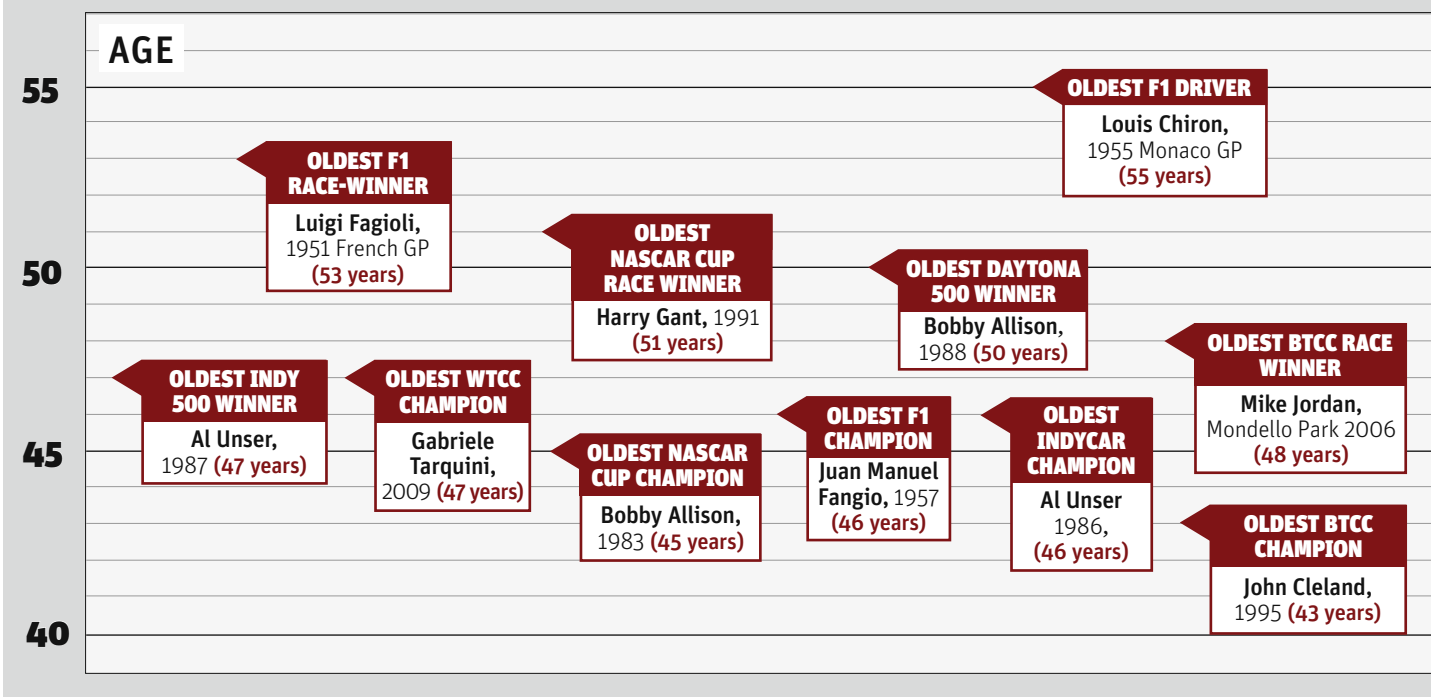 AGE
55
50
45
40
OLDEST F1 DRIVER
Louis Chiron,
1955 Monaco GP
(55 years)
OLDEST F1
RACE-WINNER
Luigi Fagioli,
1951 French GP
(53 years)
OLDEST
NASCAR CUP
RACE WINNER
Harry Gant, 1991
(51 years)
OLDEST DAYTONA
500 WINNER
Bobby Allison,
1988 (50 years)
OLDEST BTCC RACE
WINNER
Mike Jordan,
Mondello Park 2006
(48 years)
OLDEST INDY
500 WINNER
Al Unser,
1987 (47 years)
OLDEST WTCC
CHAMPION
Gabriele
Tarquini,
2009 (47 years)
OLDEST NASCAR
CUP CHAMPION
Bobby Allison,
1983 (45 years)
OLDEST F1
CHAMPION
Juan Manuel
Fangio, 1957
(46 years)
OLDEST
INDYCAR
CHAMPION
Al Unser
1986,
(46 years)
OLDEST BTCC
CHAMPION
John Cleland,
1995 (43 years)